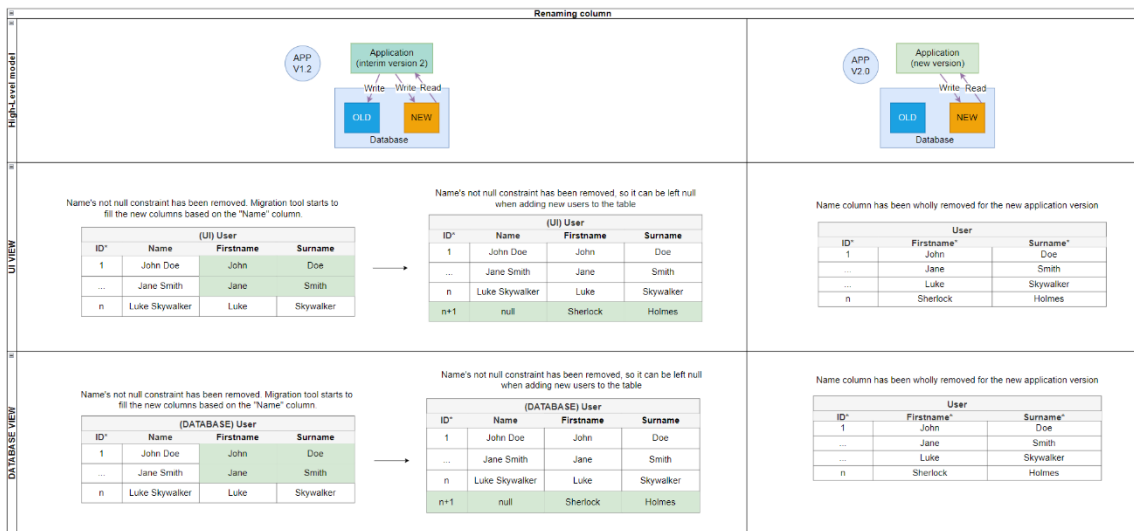 Renaming column
High-Level model
APP
V1.2
Application
(interim version 2)
Write
Write
Read
OLD
NEW
Database
APP
V2.0
Application
(new version)
Write
Read
OLD
NEW
Database
UI VIEW
Name's not null constraint has been removed. Migration tool starts to
fill the new columns based on the "Name" column.
(UI) User
ID* Name Firstname Surname
1 John Doe John Doe
... Jane Smith Jane Smith
n Luke Skywalker Luke Skywalker
Name's not null constraint has been removed, so it can be left null
when adding new users to the table
(UI) User
ID* Name Firstname Surname
1 John Doe John Doe
... Jane Smith Jane Smith
n Luke Skywalker Luke Skywalker
n+1 null Sherlock Holmes
Name column has been wholly removed for the new application version
User
ID* Firstname* Surname*
1 John Doe
... Jane Smith
... Luke Skywalker
n Sherlock Holmes
DATABASE VIEW
Name's not null constraint has been removed. Migration tool starts to
fill the new columns based on the "Name" column.
(DATABASE) User
ID* Name Firstname Surname
1 John Doe John Doe
... Jane Smith Jane Smith
n Luke Skywalker Luke Skywalker
Name's not null constraint has been removed, so it can be left null
when adding new users to the table
(DATABASE) User
ID* Name Firstname Surname
1 John Doe John Doe
... Jane Smith Jane Smith
n Luke Skywalker Luke Skywalker
n+1 null Sherlock Holmes
Name column has been wholly removed for the new application version
User
ID* Firstname* Surname*
1 John Doe
... Jane Smith
... Luke Skywalker
n Sherlock Holmes